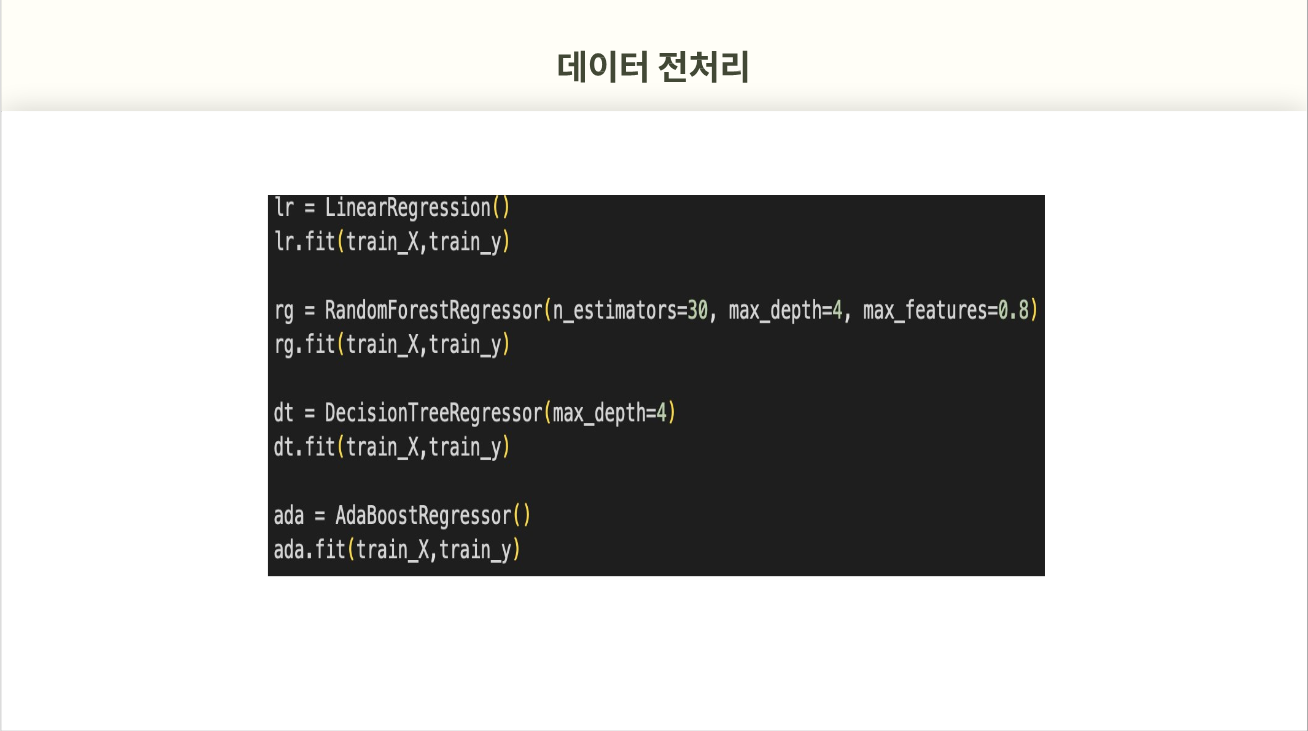 데이터 전처리
lr = LinearRegression()
lr.fit(train_X,train_y)
rg = RandomForestRegressor(n_estimators=30, max_depth=4, max_features=0.8)
rg.fit(train_X,train_y)
dt = DecisionTreeRegressor(max_depth=4)
dt.fit(train_X,train_y)
ada = AdaBoostRegressor()
ada.fit(train_X,train_y)